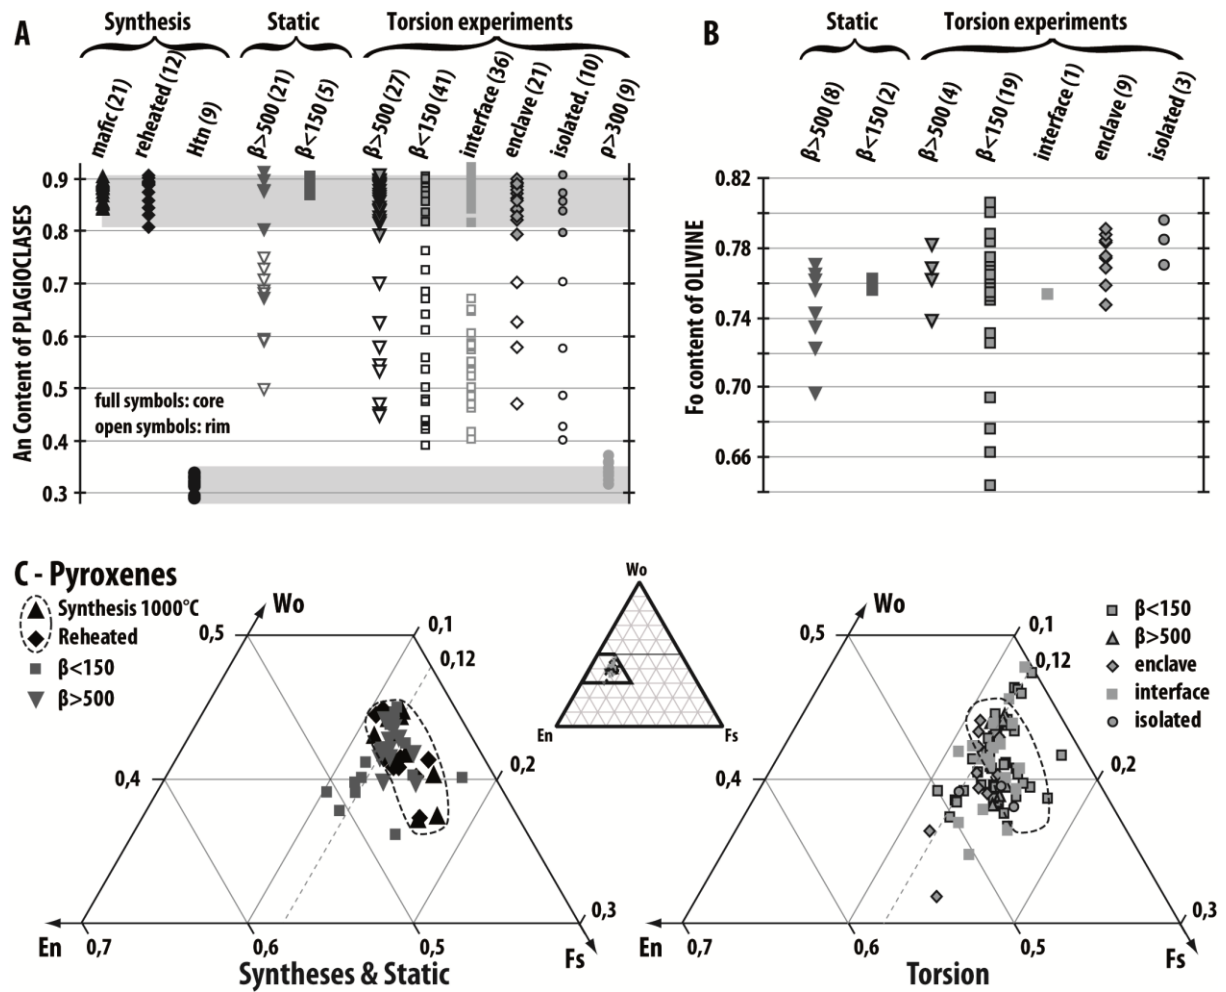 A
Synthesis
Static
Torsion experiments
mafic (21)
reheated (12)
Htn (9)
β>500 (21)
β<150 (5)
β>500 (27)
β<150 (41)
interface (36)
enclave (21)
isolated. (10)
ρ>300 (9)
An Content of PLAGIOCLASES
0.9
0.8
0.7
0.6
0.5
0.4
0.3
full symbols: core
open symbols: rim
B
Static
Torsion experiments
β>500 (8)
β<150 (2)
β>500 (4)
β<150 (19)
interface (1)
enclave (9)
isolated (3)
Fo content of OLIVINE
0.82
0.78
0.74
0.70
0.66
C - Pyroxenes
Synthesis 1000°C
Reheated
β<150
β>500
Wo
0,5
0,1
0,12
0,4
0,2
0,3
En
0,7
0,6
0,5
Fs
Syntheses & Static
Wo
En
Fs
Wo
0,5
0,1
0,12
0,4
0,2
0,3
En
0,7
0,6
0,5
Fs
Torsion
β<150
β>500
enclave
interface
isolated